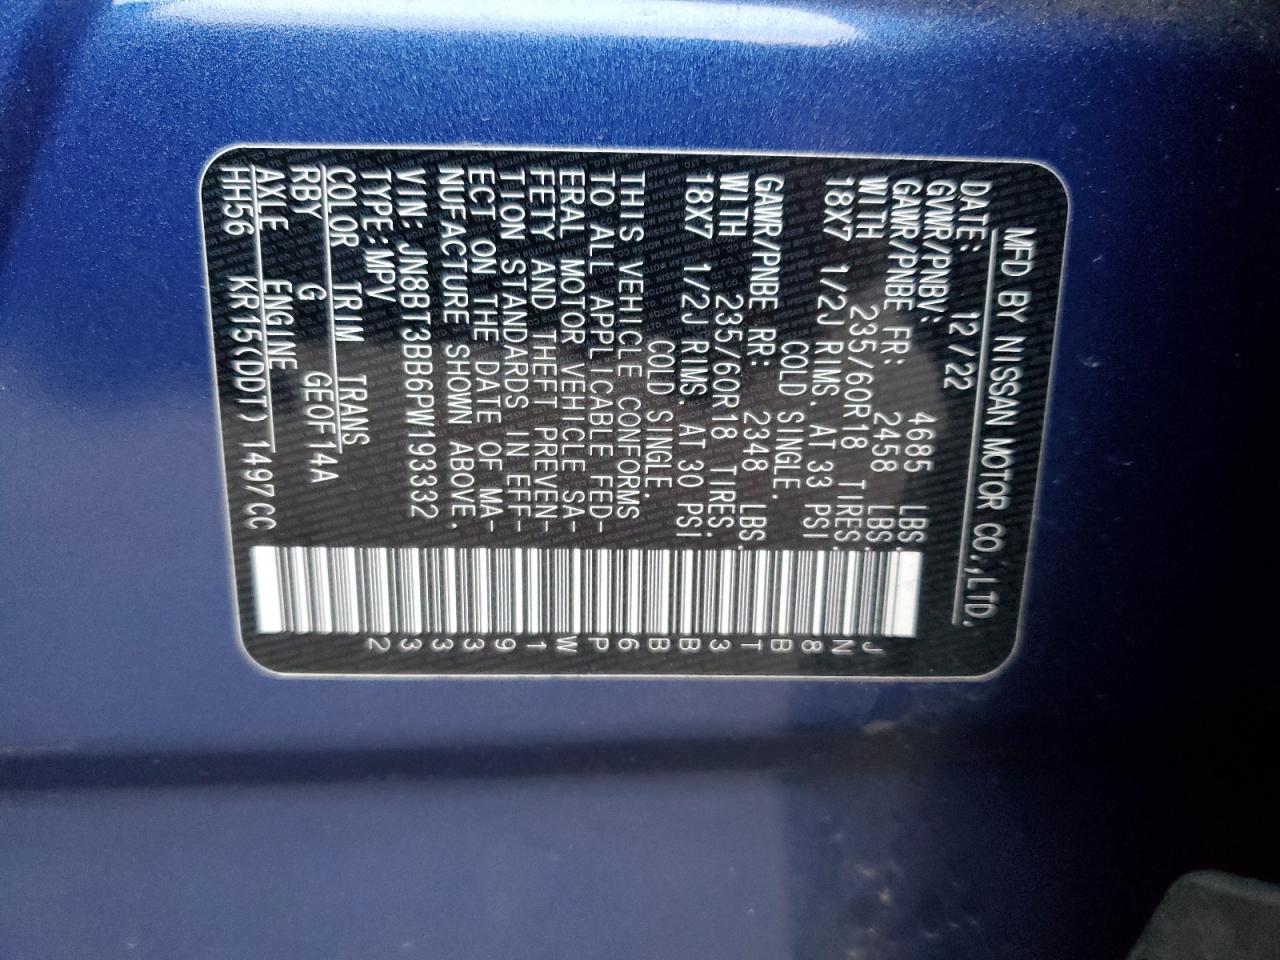 MFD BY NISSAN MOTOR CO.,LTD.
DATE: 12/22
GVWR/PNBV: 4685 LBS.
GAWR/PNBE FR: 2458 LBS.
WITH 235/60R18 TIRES.
18X7 1/2J RIMS. AT 33 PSI
COLD SINGLE.
GAWR/PNBE RR: 2348 LBS.
WITH 235/60R18 TIRES.
18X7 1/2J RIMS. AT 30 PSI
COLD SINGLE.
THIS VEHICLE CONFORMS
TO ALL APPLICABLE FED-
ERAL MOTOR VEHICLE SA-
FETY AND THEFT PREVEN-
TION STANDARDS IN EFF-
ECT ON THE DATE OF MA-
NUFACTURE SHOWN ABOVE.
VIN: JN8BT3BB6PW193332
TYPE:MPV
COLOR TRIM TRANS
RBY G GE0F14A
AXLE ENGINE
HH56 KR15(DDT) 1497CC
JN8BT3BB6PW193332